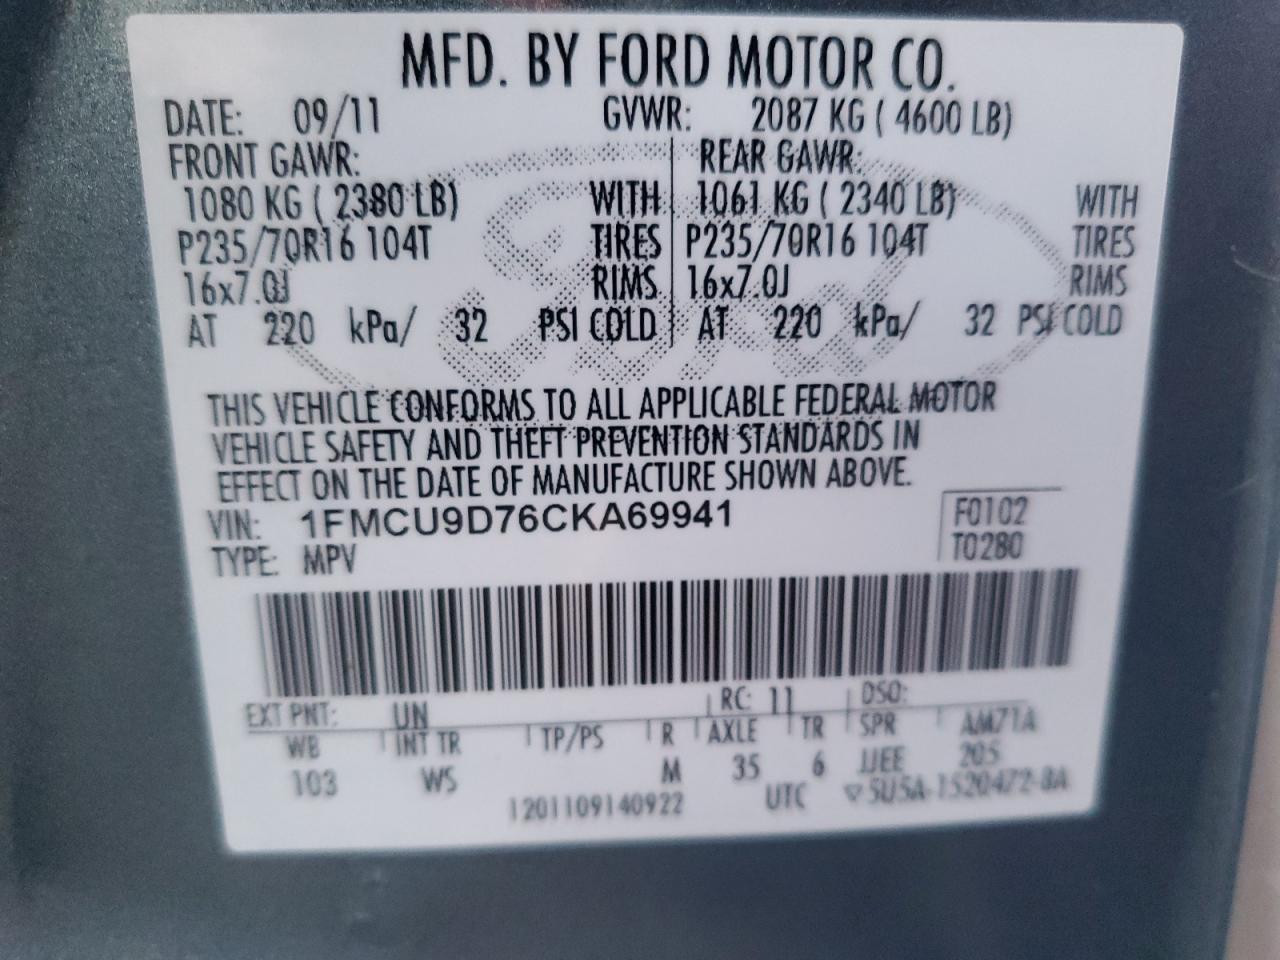 MFD. BY FORD MOTOR CO.
DATE: 09/11 GVWR: 2087 KG ( 4600 LB)
FRONT GAWR: REAR GAWR:
1080 KG ( 2380 LB) WITH 1061 KG ( 2340 LB) WITH
P235/70R16 104T TIRES P235/70R16 104T TIRES
16x7.0J RIMS 16x7.0J RIMS
AT 220 kPa/ 32 PSI COLD AT 220 kPa/ 32 PSI COLD
THIS VEHICLE CONFORMS TO ALL APPLICABLE FEDERAL MOTOR
VEHICLE SAFETY AND THEFT PREVENTION STANDARDS IN
EFFECT ON THE DATE OF MANUFACTURE SHOWN ABOVE.
VIN: 1FMCU9D76CKA69941 F0102
TYPE: MPV T0280
EXT PNT: UN RC: 11 DSO:
WB INT TR TP/PS R AXLE TR SPR AM71A
103 WS M 35 6 JJEE 205
1201109140922 UTC 5U5A-1520472-BA